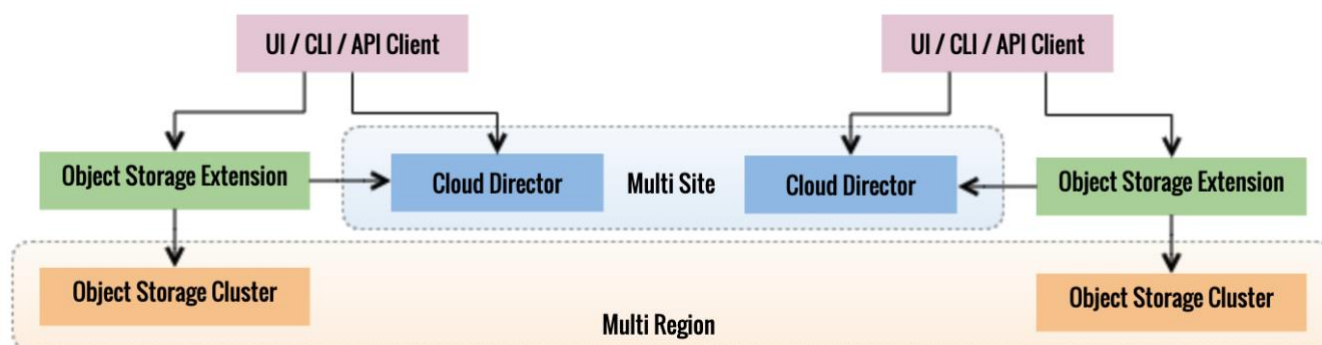 UI / CLI / API Client
UI / CLI / API Client
Object Storage Extension
Cloud Director
Multi Site
Cloud Director
Object Storage Extension
Object Storage Cluster
Object Storage Cluster
Multi Region